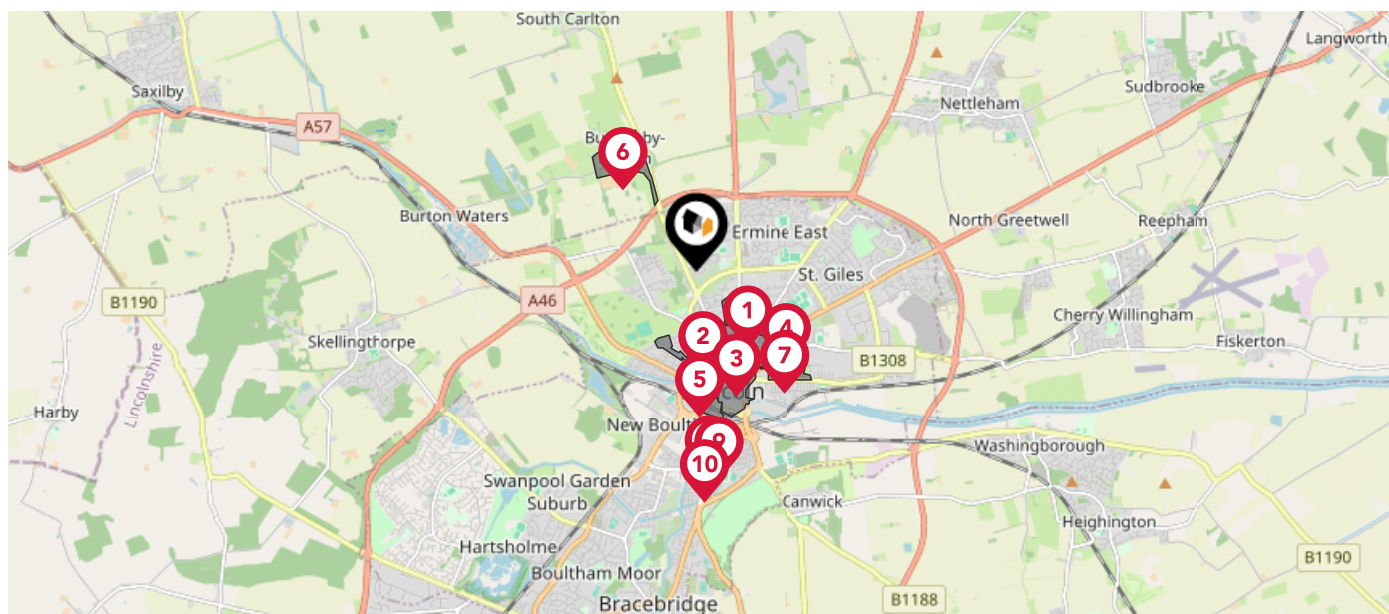 South Carlton
Langworth
Saxilby
Sudbrooke
Nettleham
A57
6
Burton Waters
North Greetwell
Reepham
Ermine East
St. Giles
B1190
A46
1
Cherry Willingham
4
2
Skellingthorpe
Fiskerton
3
7
B1308
5
Lincolnshire
Harby
New Boult
9
Washingborough
10
Swanpool Garden
Suburb
Canwick
Heighington
Hartsholme
B1190
Boultham Moor
B1188
Bracebridge